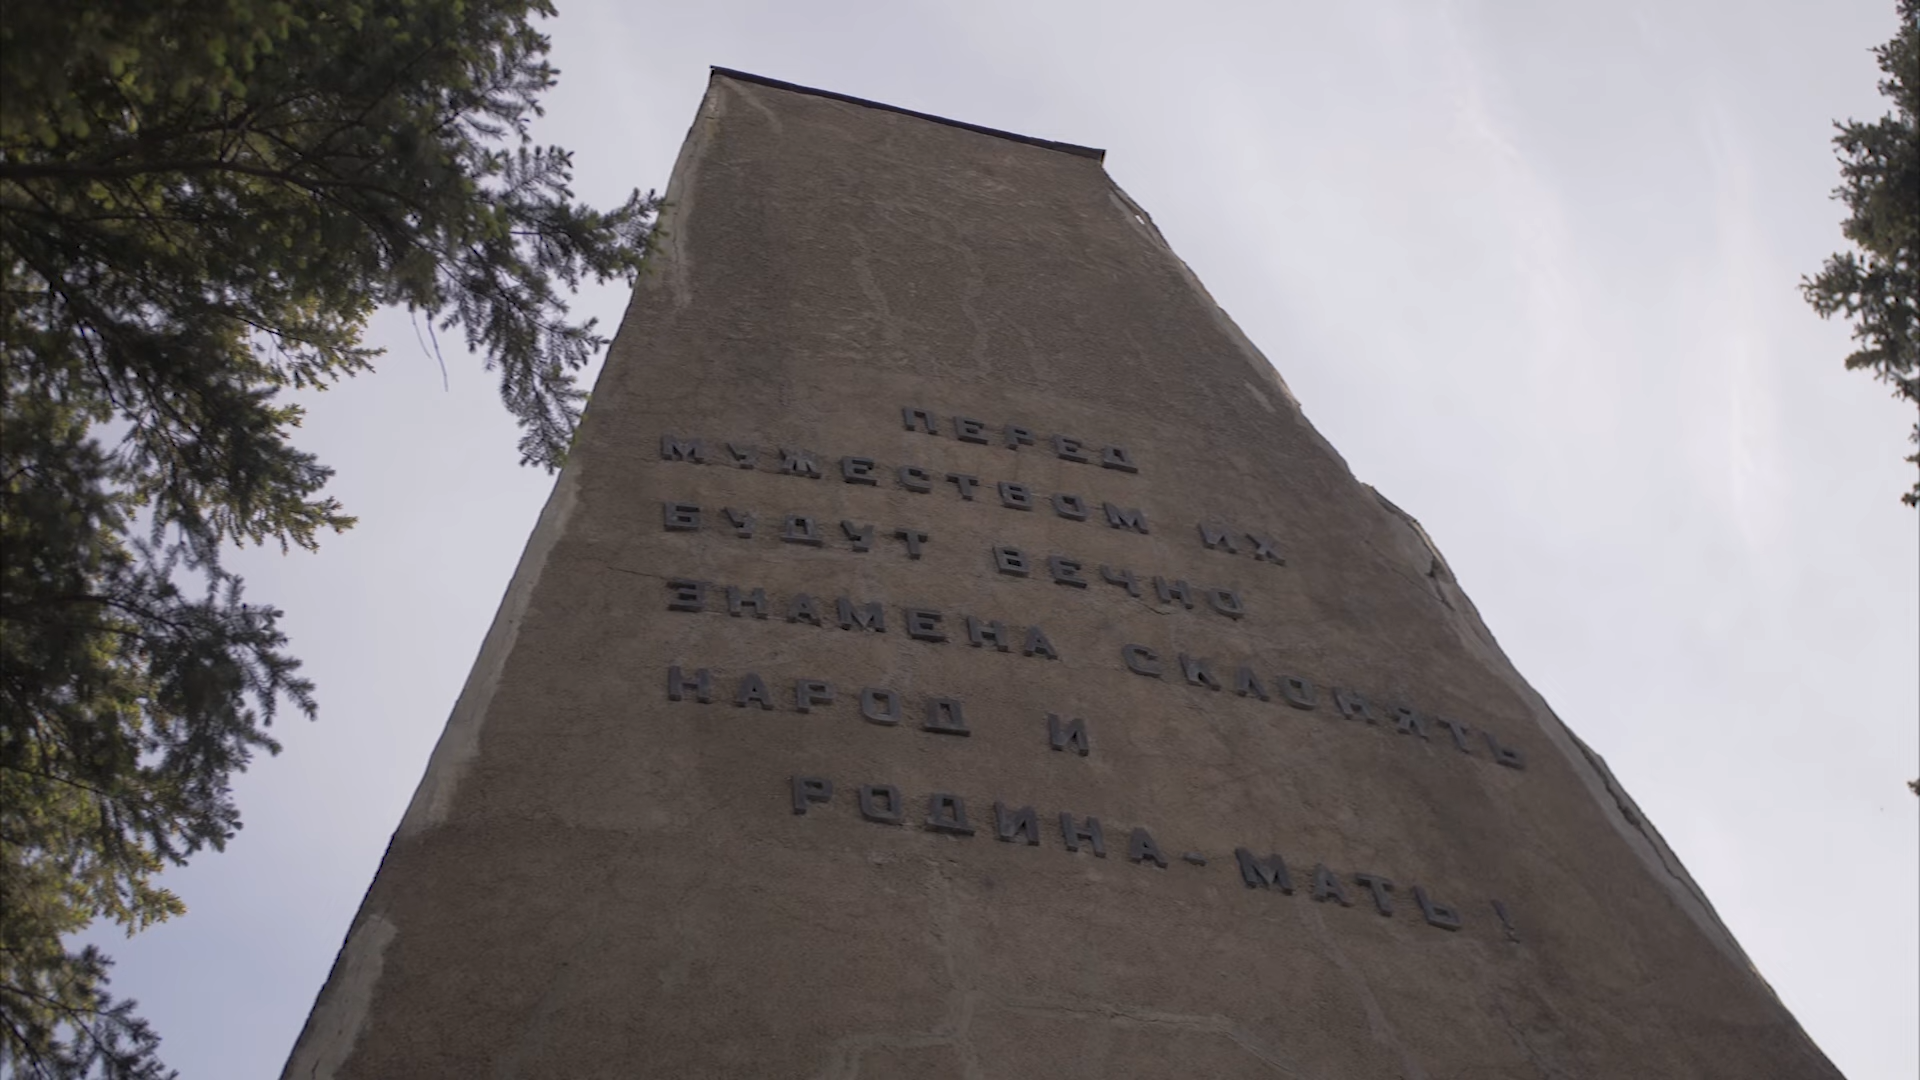 ПЕРЕД
МУЖЕСТВОМ ИХ
БУДУТ ВЕЧНО
ЗНАМЕНА СКЛОНЯТЬ
НАРОД И
РОДИНА-МАТЬ!